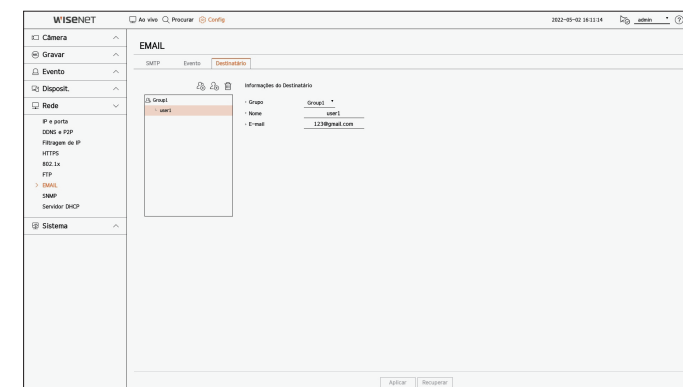 WISENET
Ao vivo Procurar Config 2022-05-02 16:11:14 admin ?
Câmera
Gravar
Evento
Disposit.
Rede
IP e porta
DDNS e P2P
Filtragem de IP
HTTPS
802.1x
FTP
> EMAIL
SNMP
Servidor DHCP
Sistema
EMAIL
SMTP Evento Destinatário
Group1
user1
Informações do Destinatário
Grupo Group1
Nome user1
E-mail 123@gmail.com
Aplicar Recuperar